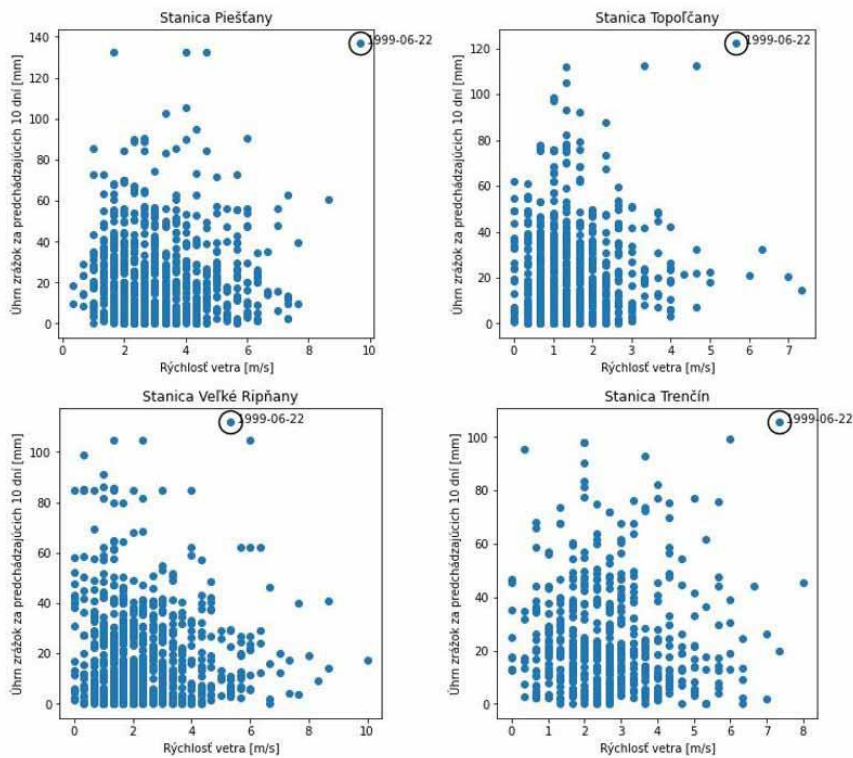 Stanica Piešťany
1999-06-22
Úhrn zrážok za predchádzajúcich 10 dní [mm]
140
120
100
80
60
40
20
0
0 2 4 6 8 10
Rýchlosť vetra [m/s]
Stanica Topoľčany
1999-06-22
Úhrn zrážok za predchádzajúcich 10 dní [mm]
120
100
80
60
40
20
0
0 1 2 3 4 5 6 7
Rýchlosť vetra [m/s]
Stanica Veľké Ripňany
1999-06-22
Úhrn zrážok za predchádzajúcich 10 dní [mm]
100
80
60
40
20
0
0 2 4 6 8 10
Rýchlosť vetra [m/s]
Stanica Trenčín
1999-06-22
Úhrn zrážok za predchádzajúcich 10 dní [mm]
100
80
60
40
20
0
0 1 2 3 4 5 6 7 8
Rýchlosť vetra [m/s]